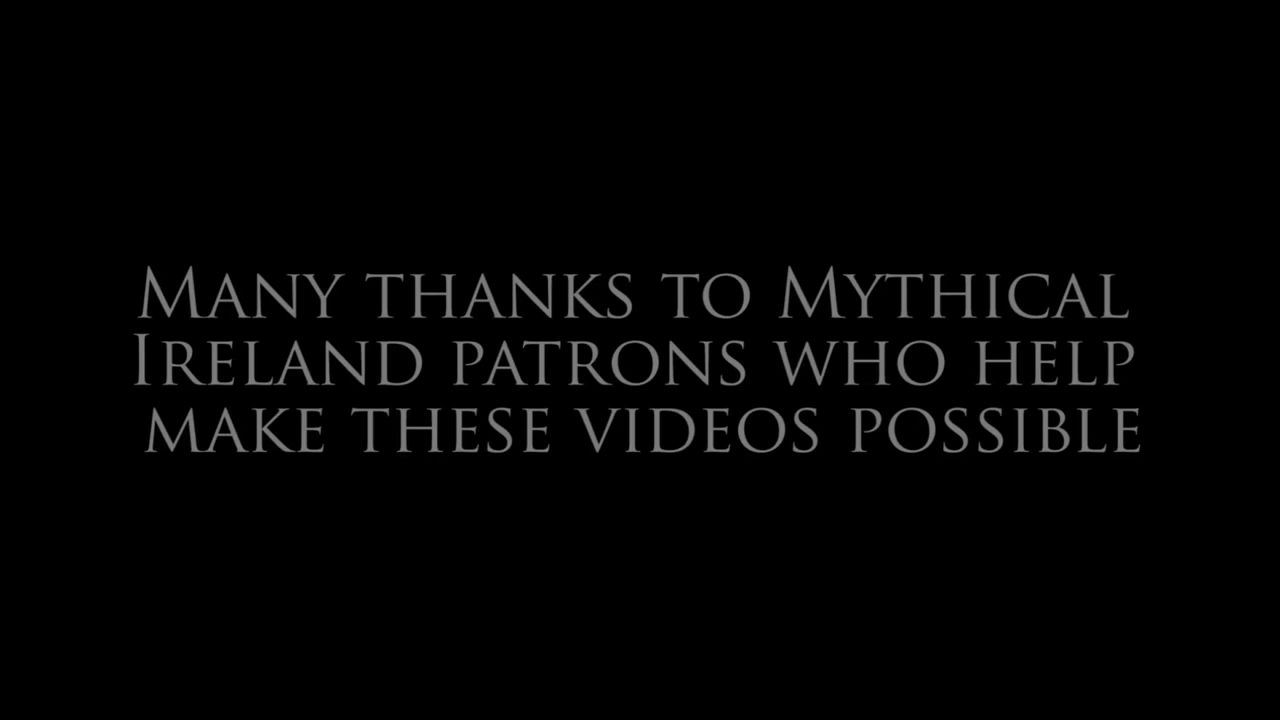 Many thanks to Mythical
Ireland patrons who help
make these videos possible